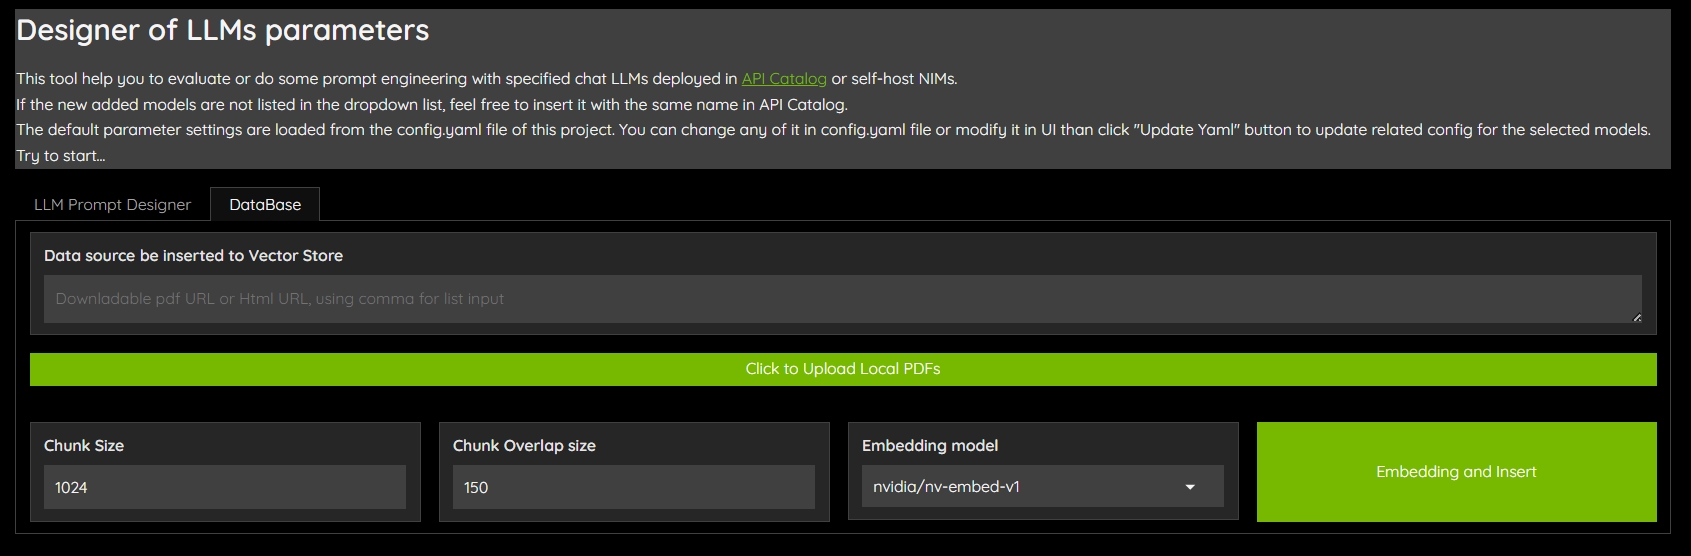 Designer of LLMs parameters
This tool help you to evaluate or do some prompt engineering with specified chat LLMs deployed in API Catalog or self-host NIMs.
If the new added models are not listed in the dropdown list, feel free to insert it with the same name in API Catalog.
The default parameter settings are loaded from the config.yaml file of this project. You can change any of it in config.yaml file or modify it in UI than click "Update Yaml" button to update related config for the selected models.
Try to start...
LLM Prompt Designer DataBase
Data source be inserted to Vector Store
Downladable pdf URL or Html URL, using comma for list input
Click to Upload Local PDFs
Chunk Size
1024
Chunk Overlap size
150
Embedding model
nvidia/nv-embed-v1
Embedding and Insert